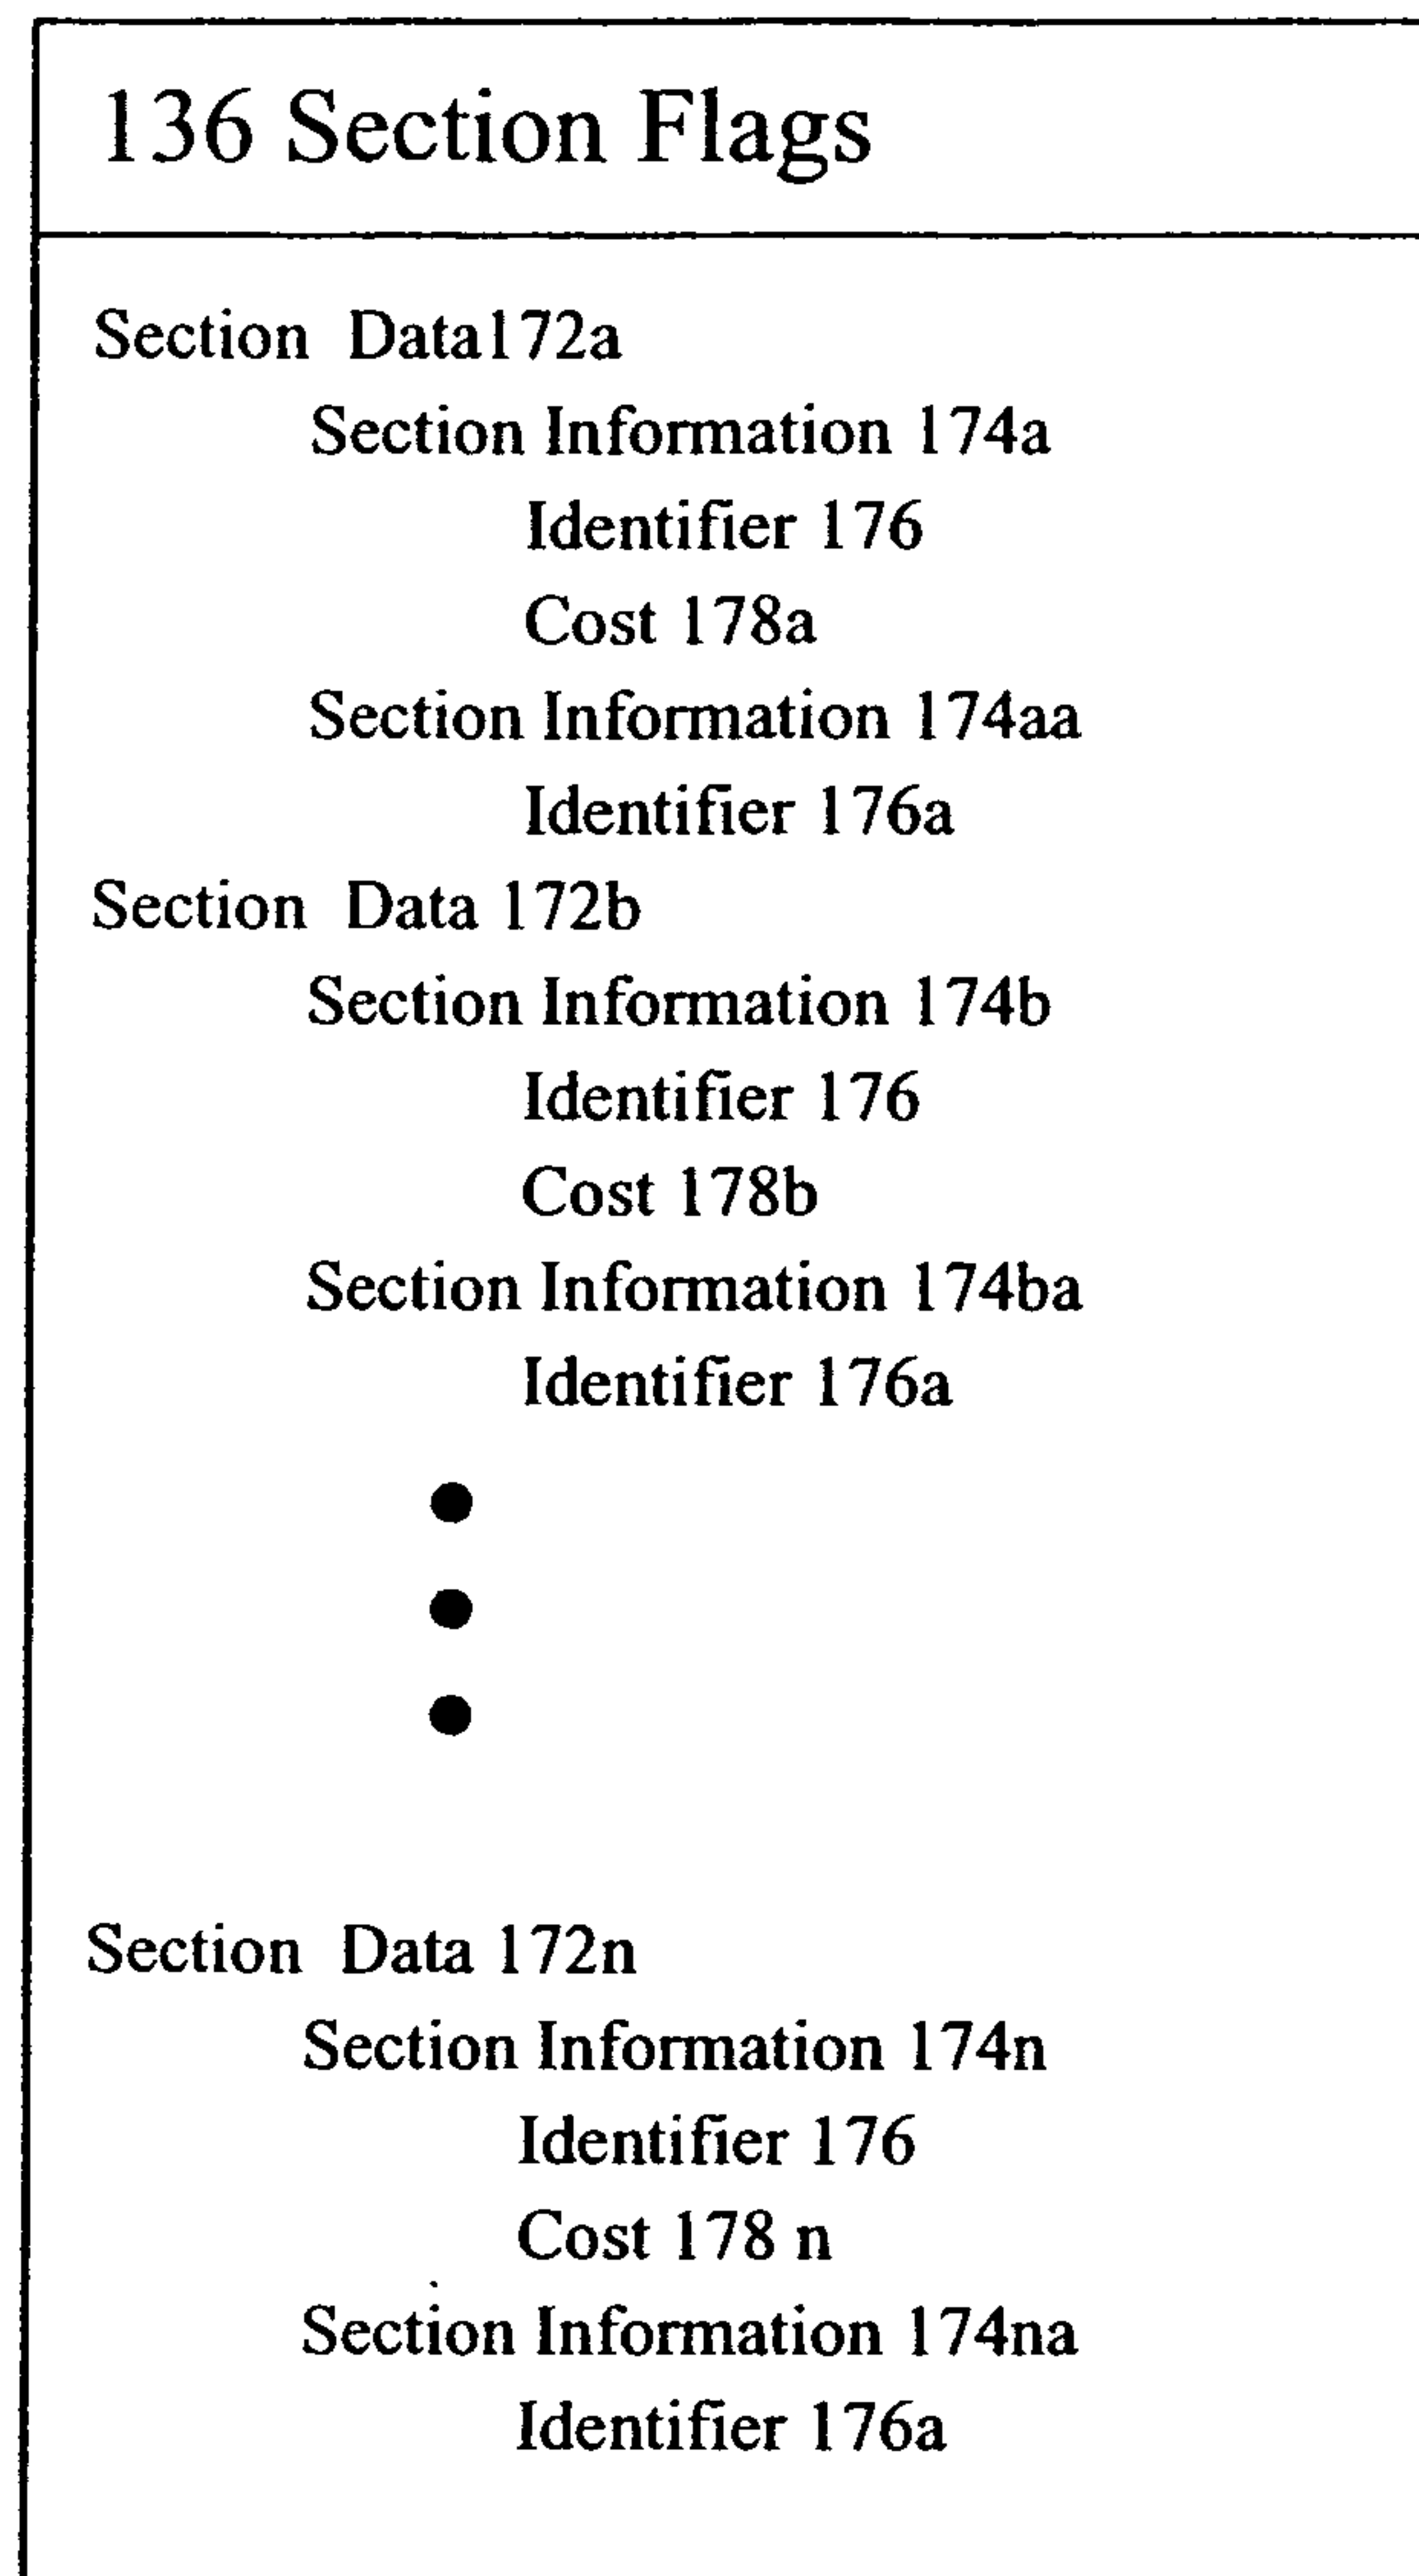 136 Section Flags
Section Data172a
Section Information 174a
Identifier 176
Cost 178a
Section Information 174aa
Identifier 176a
Section Data 172b
Section Information 174b
Identifier 176
Cost 178b
Section Information 174ba
Identifier 176a
Section Data 172n
Section Information 174n
Identifier 176
Cost 178 n
Section Information 174na
Identifier 176a